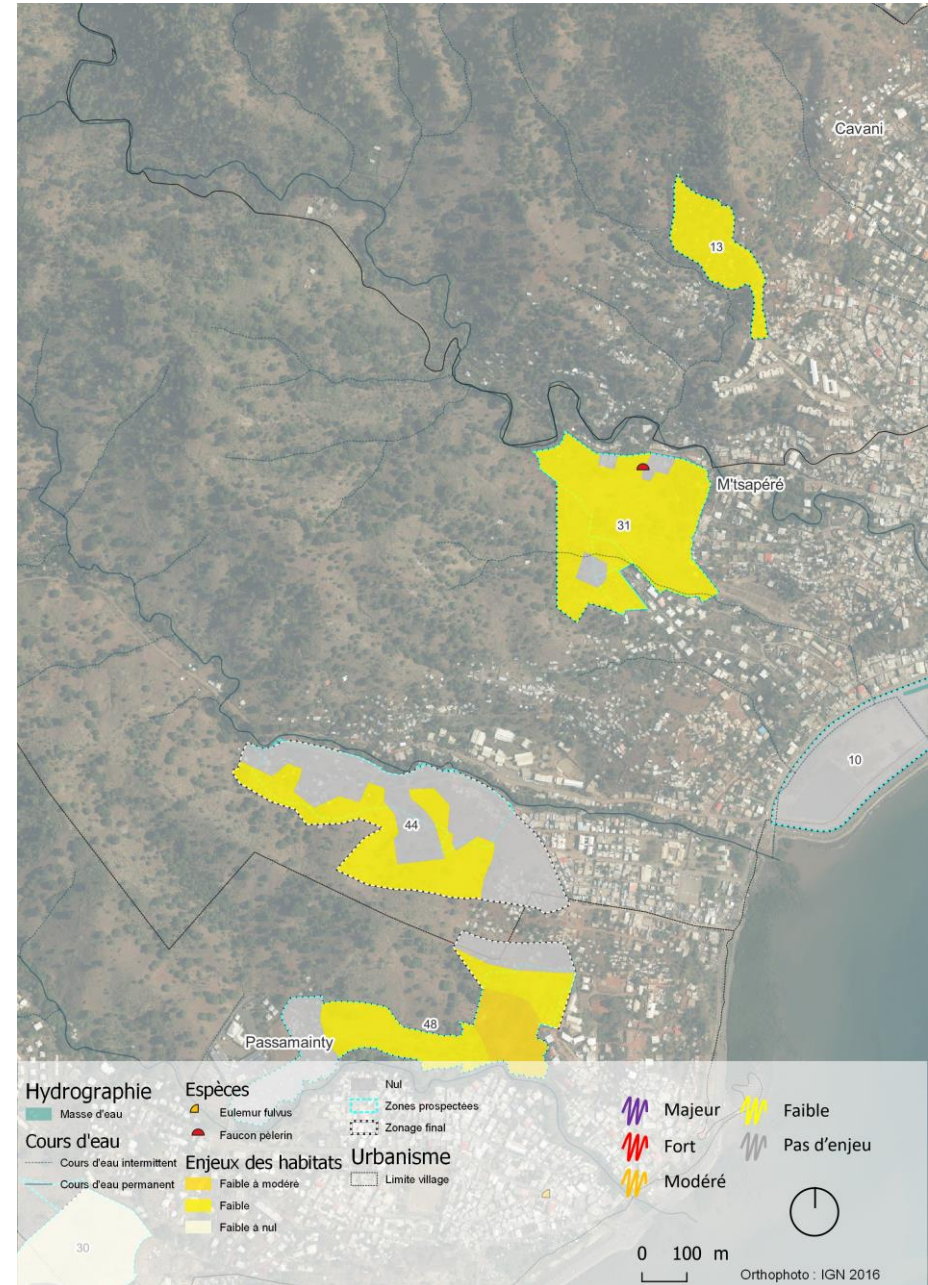 Cavani
13
M'tsapéré
31
10
44
48
Passamainty
Hydrographie
Masse d'eau
Cours d'eau
Cours d'eau intermittent
Cours d'eau permanent
30
Espèces
Eulemur fulvus
Faucon pèlerin
Enjeux des habitats
Faible à modéré
Faible
Faible à nul
Nul
Zones prospectées
Zonage final
Urbanisme
Limite village
Majeur
Fort
Modéré
Faible
Pas d’enjeu
0 100 m
Orthophoto : IGN 2016